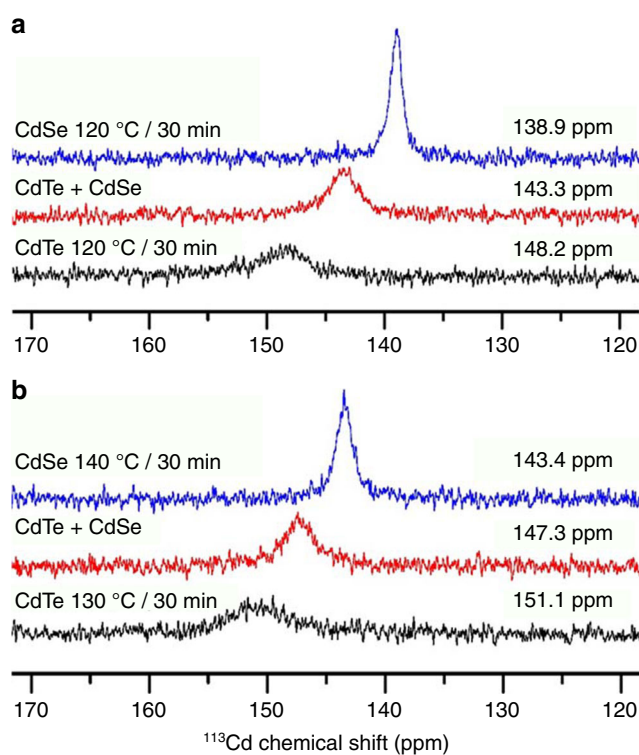 a
CdSe 120 °C / 30 min 138.9 ppm
CdTe + CdSe 143.3 ppm
CdTe 120 °C / 30 min 148.2 ppm
170 160 150 140 130 120
b
CdSe 140 °C / 30 min 143.4 ppm
CdTe + CdSe 147.3 ppm
CdTe 130 °C / 30 min 151.1 ppm
170 160 150 140 130 120
¹¹³Cd chemical shift (ppm)